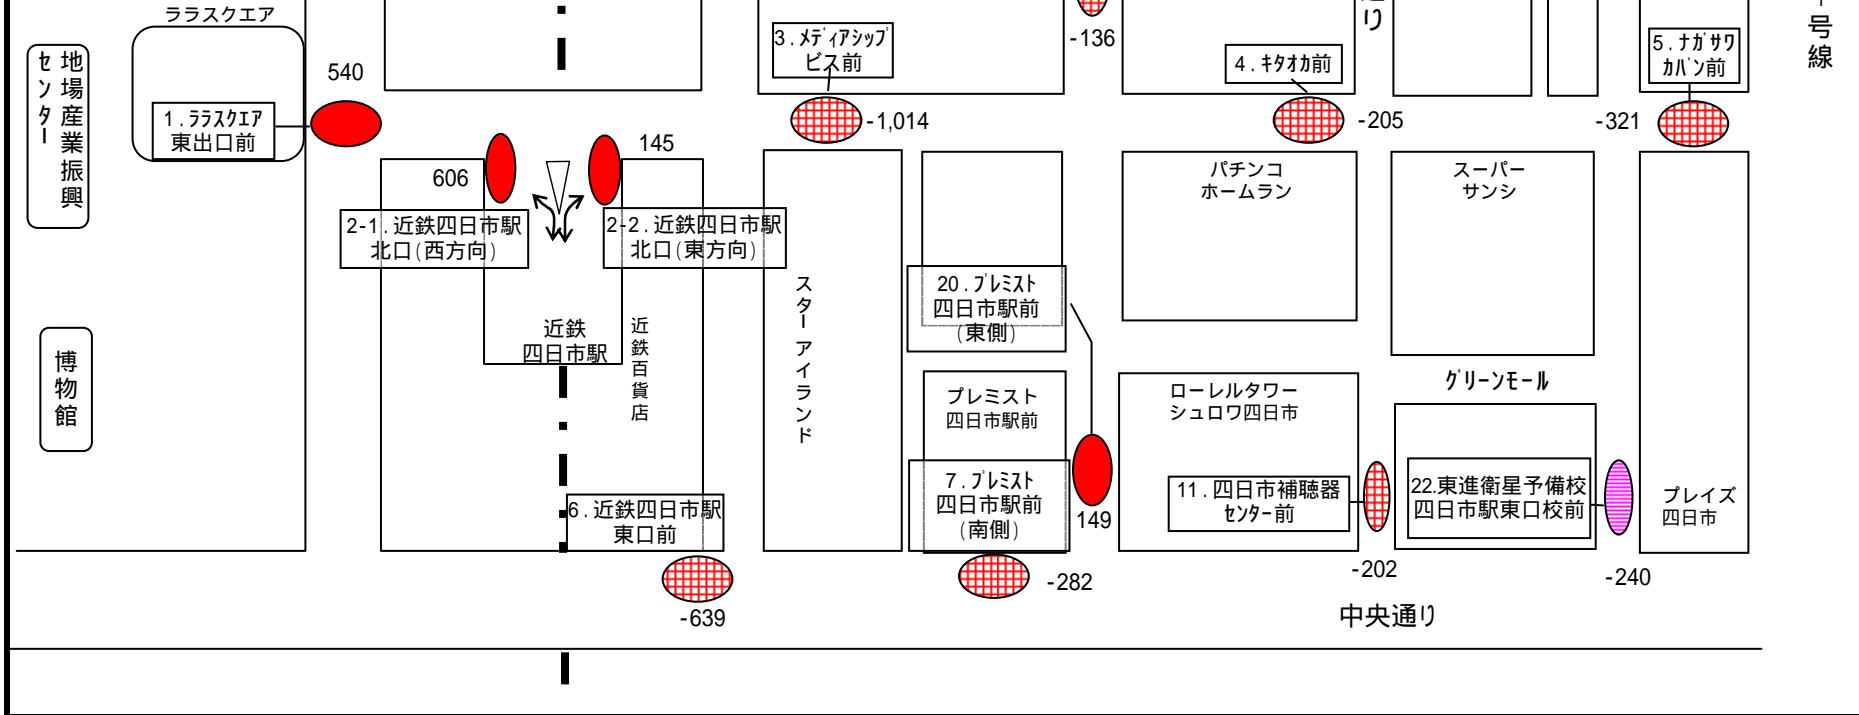 ララスクエア
地場産業振興
センター
540
1.ﾗﾗｽｸｴｱ
東出口前
606
145
2-1.近鉄四日市駅
北口(西方向)
2-2.近鉄四日市駅
北口(東方向)
博物館
近鉄
四日市駅
近鉄百貨店
6.近鉄四日市駅
東口前
-639
3.ﾒﾃﾞｨｱｼｯﾌﾟ
ビス前
-1,014
-136
スターアイランド
20.ﾌﾟﾚﾐｽﾄ
四日市駅前
(東側)
プレミスト
四日市駅前
7.ﾌﾟﾚﾐｽﾄ
四日市駅前
(南側)
149
-282
り
4.ｷﾀｵｶ前
-205
パチンコ
ホームラン
ローレルタワー
シュロワ四日市
11.四日市補聴器
ｾﾝﾀｰ前
-202
スーパー
サンシ
ｸﾞﾘｰﾝﾓｰﾙ
22.東進衛星予備校
四日市駅東口校前
-240
5.ﾅｶﾞｻﾜ
ｶﾊﾞﾝ前
-321
プレイズ
四日市
中央通り
号線